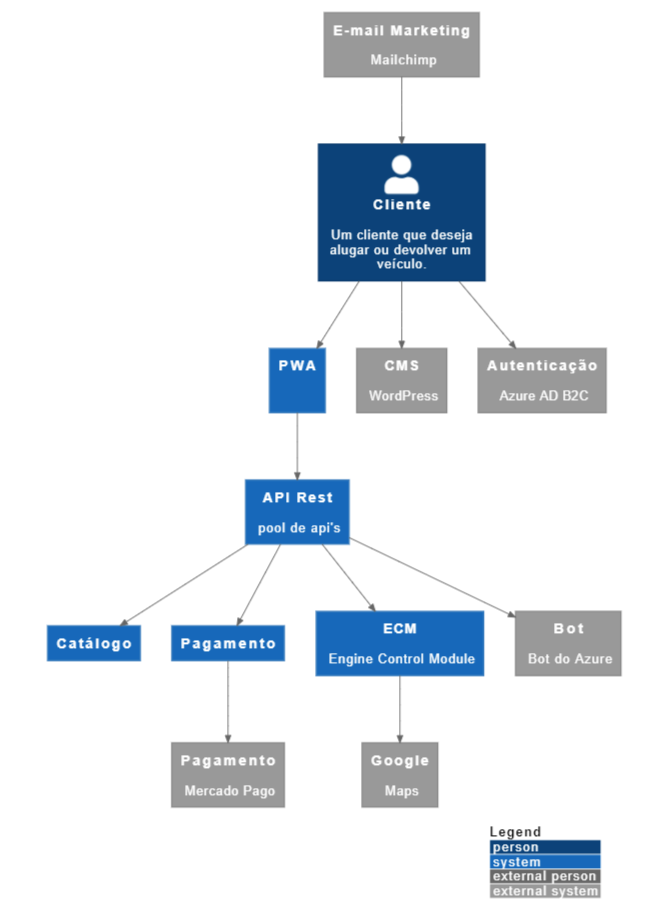 E-mail Marketing
Mailchimp
Cliente
Um cliente que deseja
alugar ou devolver um
veículo.
PWA
CMS
WordPress
Autenticação
Azure AD B2C
API Rest
pool de api's
Catálogo
Pagamento
ECM
Engine Control Module
Bot
Bot do Azure
Pagamento
Mercado Pago
Google
Maps
Legend
person
system
external person
external system